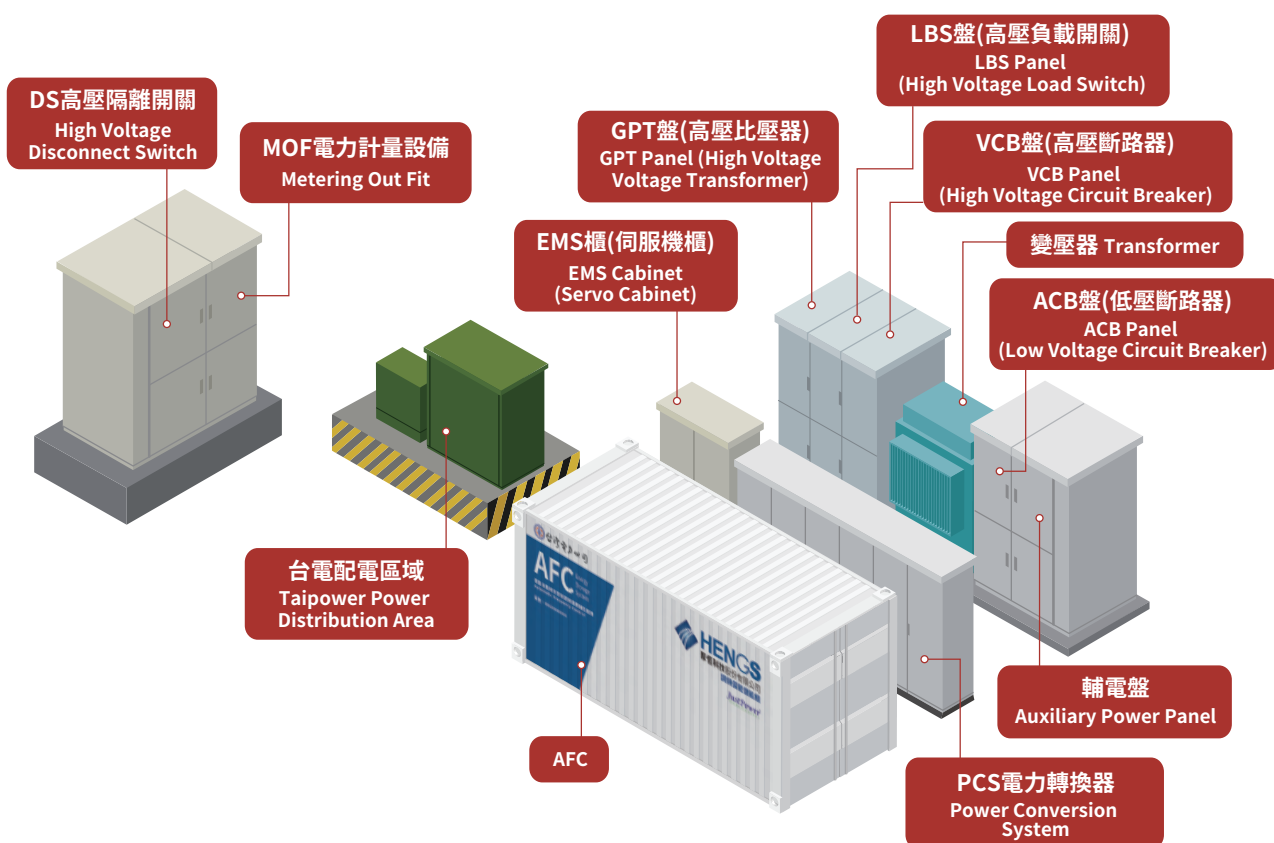 LBS盤(高壓負載開關)
LBS Panel
(High Voltage Load Switch)
DS高壓隔離開關
High Voltage
Disconnect Switch
MOF電力計量設備
Metering Out Fit
GPT盤(高壓比壓器)
GPT Panel (High Voltage
Voltage Transformer)
VCB盤(高壓斷路器)
VCB Panel
(High Voltage Circuit Breaker)
EMS櫃(伺服機櫃)
EMS Cabinet
(Servo Cabinet)
變壓器 Transformer
ACB盤(低壓斷路器)
ACB Panel
(Low Voltage Circuit Breaker)
台電配電區域
Taipower Power
Distribution Area
AFC
Energy
Storage
System
HENGS
AFC
輔電盤
Auxiliary Power Panel
PCS電力轉換器
Power Conversion
System